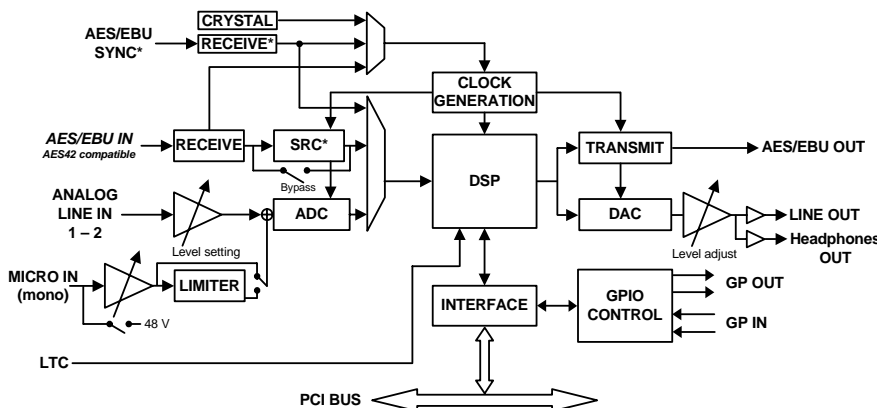 CRYSTAL
AES/EBU
SYNC*
RECEIVE*
CLOCK
GENERATION
AES/EBU IN
AES42 compatible
RECEIVE
SRC*
Bypass
DSP
TRANSMIT
AES/EBU OUT
ANALOG
LINE IN
1 – 2
Level setting
ADC
DAC
Level adjust
LINE OUT
Headphones
OUT
MICRO IN
(mono)
LIMITER
48 V
INTERFACE
GPIO
CONTROL
GP OUT
GP IN
LTC
PCI BUS